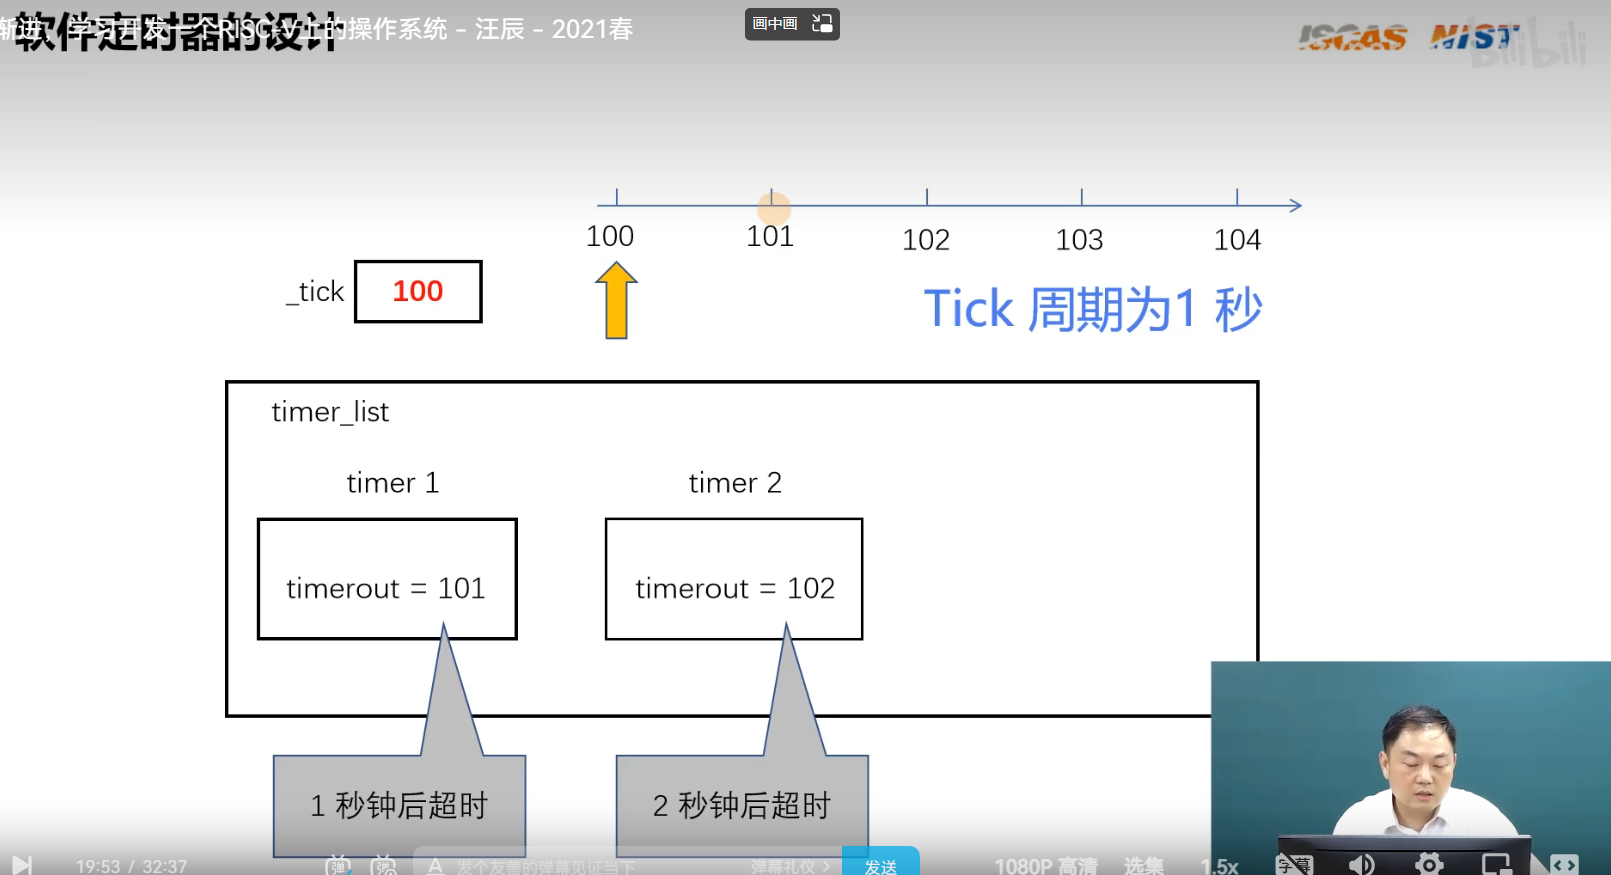 渐进，学习开发一个RISC-V上的操作系统 - 汪辰 - 2021春
软件定时器的设计
画中画
ISCAS NIST
bilibili
100 101 102 103 104
_tick 100
Tick 周期为1 秒
timer_list
timer 1 timer 2
timerout = 101 timerout = 102
1 秒钟后超时 2 秒钟后超时
19:53 / 32:37 弹 弹 A 发个友善的弹幕见证当下 弹幕礼仪 > 发送 1080P 高清 选集 1.5x 字幕